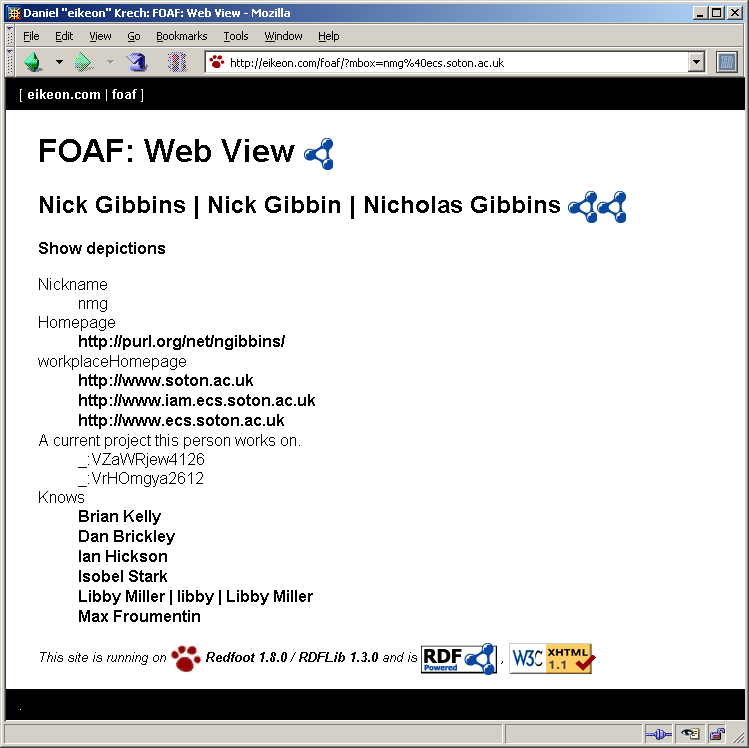 Daniel "eikeon" Krech: FOAF: Web View - Mozilla
File Edit View Go Bookmarks Tools Window Help
http://eikeon.com/foaf/?mbox=nmg%40ecs.soton.ac.uk
[ eikeon.com | foaf ]
FOAF: Web View
Nick Gibbins | Nick Gibbin | Nicholas Gibbins
Show depictions
Nickname
nmg
Homepage
http://purl.org/net/ngibbins/
workplaceHomepage
http://www.soton.ac.uk
http://www.iam.ecs.soton.ac.uk
http://www.ecs.soton.ac.uk
A current project this person works on.
_:VZaWRjew4126
_:VrHOmgya2612
Knows
Brian Kelly
Dan Brickley
Ian Hickson
Isobel Stark
Libby Miller | libby | Libby Miller
Max Froumentin
This site is running on Redfoot 1.8.0 / RDFLib 1.3.0 and is RDF Powered , W3C XHTML 1.1
.